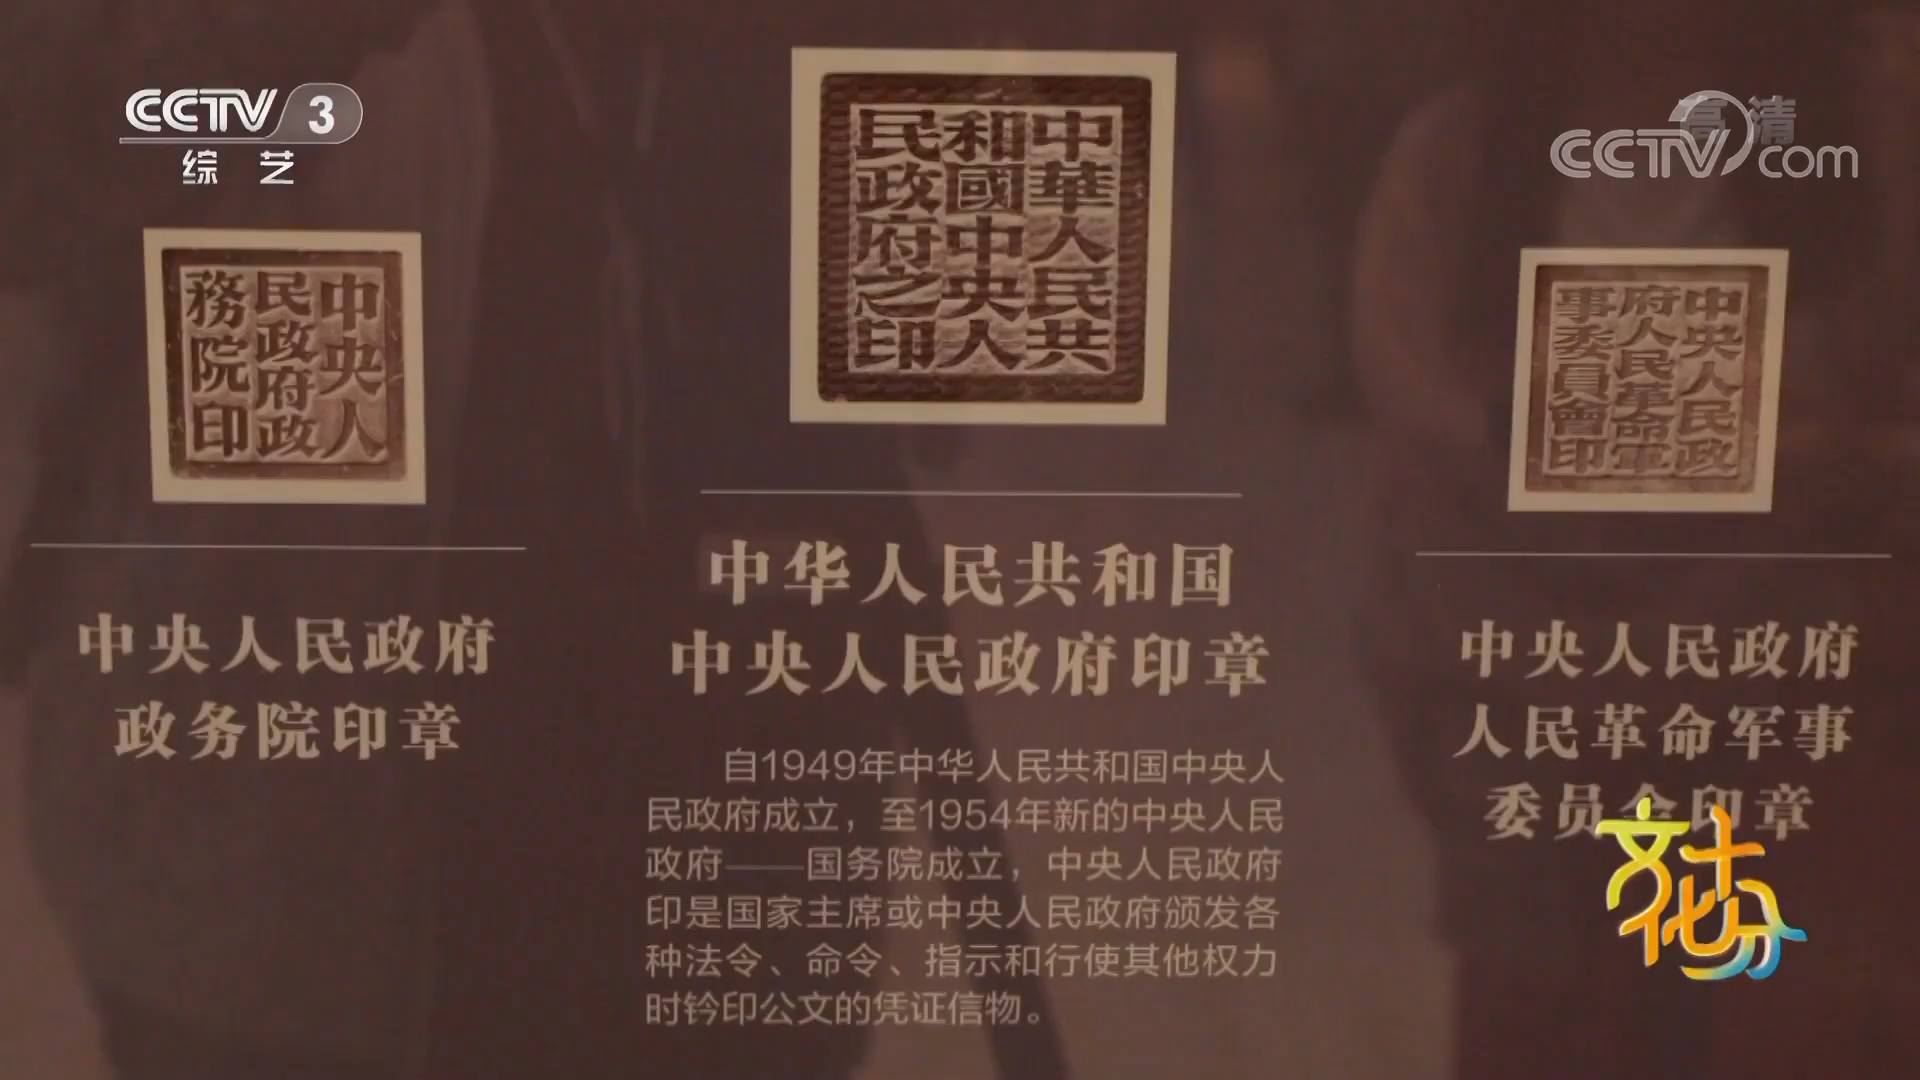 CCTV 3
综艺
高清
CCTV com
中央人
民政府政
務院印
中華人民共
和國中央人
民政府之印
中央人民政
府人民革命軍
事委員會印
中央人民政府
政务院印章
中华人民共和国
中央人民政府印章
自1949年中华人民共和国中央人
民政府成立，至1954年新的中央人民
政府——国务院成立，中央人民政府
印是国家主席或中央人民政府颁发各
种法令、命令、指示和行使其他权力
时钤印公文的凭证信物。
中央人民政府
人民革命军事
委员会印章
文化十分